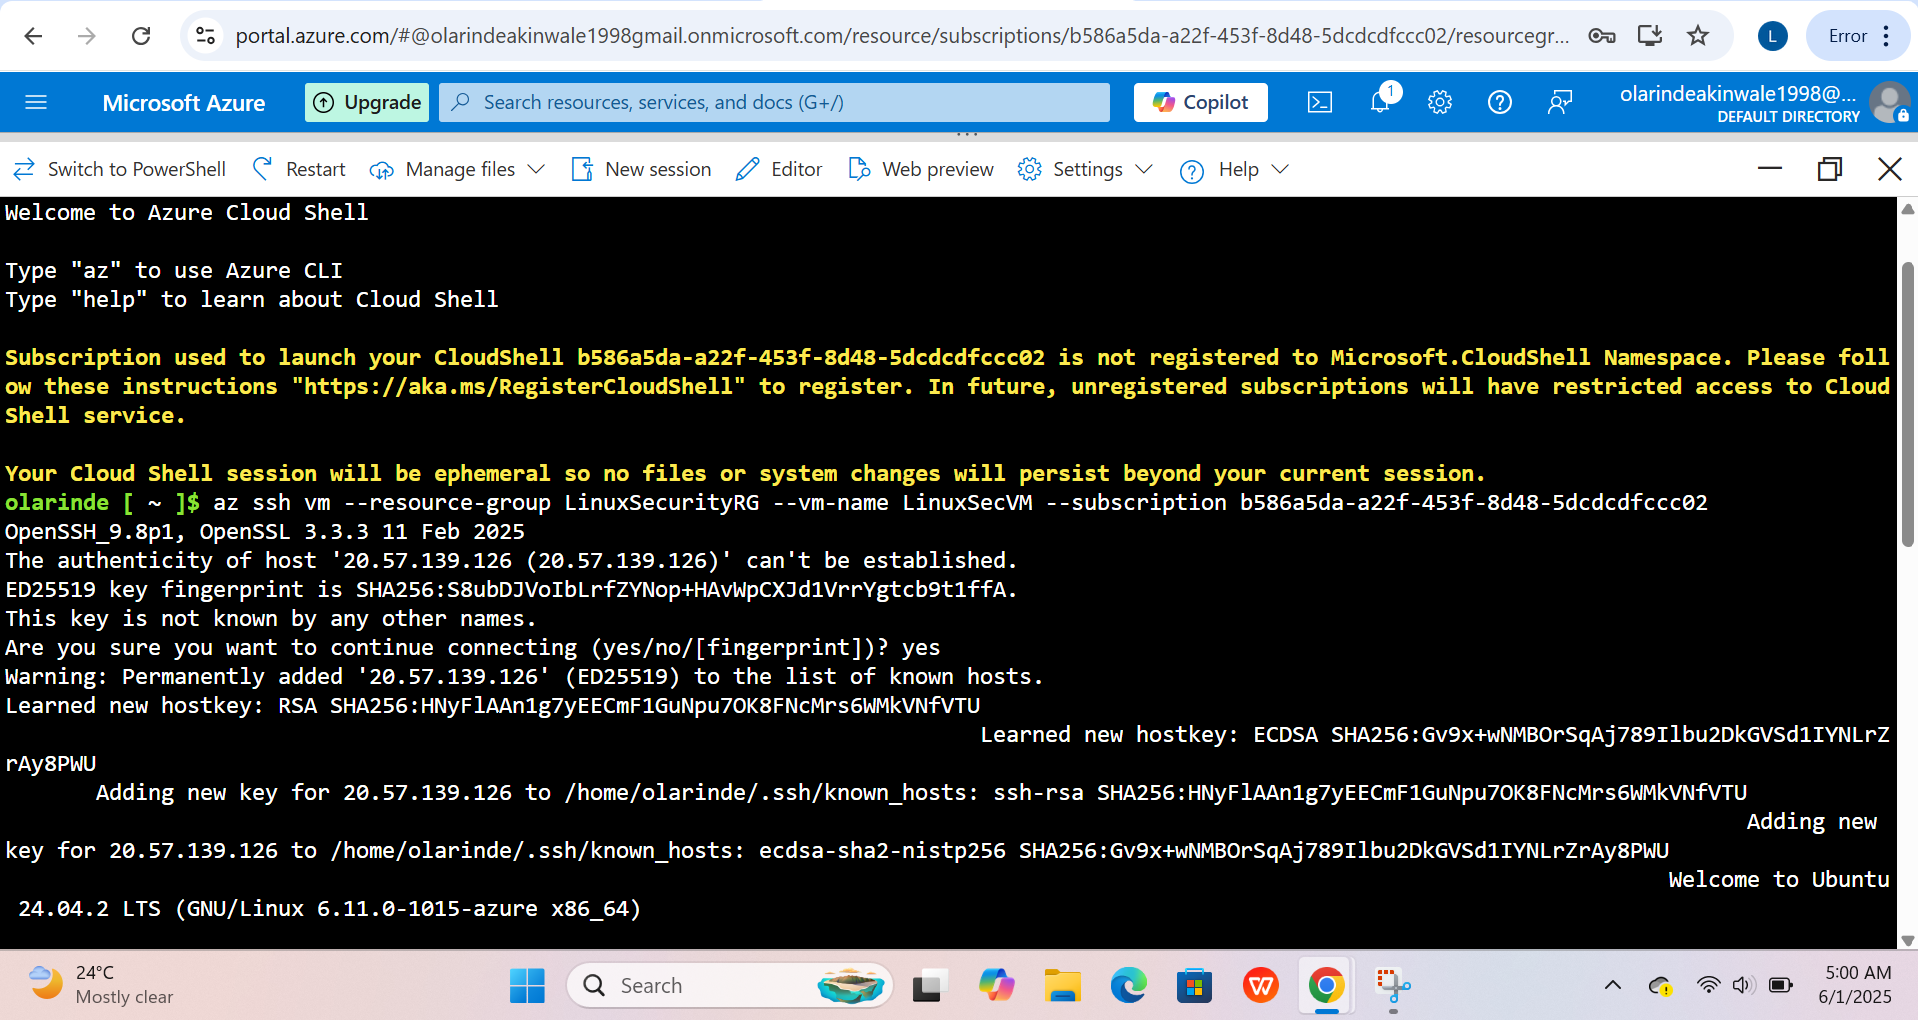 portal.azure.com/#@olarindeakinwale1998gmail.onmicrosoft.com/resource/subscriptions/b586a5da-a22f-453f-8d48-5dcdcdfccc02/resourcegr...
L
Error
Microsoft Azure
Upgrade
Search resources, services, and docs (G+/)
Copilot
1
olarindeakinwale1998@...
DEFAULT DIRECTORY
Switch to PowerShell
Restart
Manage files
New session
Editor
Web preview
Settings
Help
Welcome to Azure Cloud Shell
Type "az" to use Azure CLI
Type "help" to learn about Cloud Shell
Subscription used to launch your CloudShell b586a5da-a22f-453f-8d48-5dcdcdfccc02 is not registered to Microsoft.CloudShell Namespace. Please foll
ow these instructions "https://aka.ms/RegisterCloudShell" to register. In future, unregistered subscriptions will have restricted access to Cloud
Shell service.
Your Cloud Shell session will be ephemeral so no files or system changes will persist beyond your current session.
olarinde [ ~ ]$ az ssh vm --resource-group LinuxSecurityRG --vm-name LinuxSecVM --subscription b586a5da-a22f-453f-8d48-5dcdcdfccc02
OpenSSH_9.8p1, OpenSSL 3.3.3 11 Feb 2025
The authenticity of host '20.57.139.126 (20.57.139.126)' can't be established.
ED25519 key fingerprint is SHA256:S8ubDJVoIbLrfZYNop+HAvWpCXJd1VrrYgtcb9t1ffA.
This key is not known by any other names.
Are you sure you want to continue connecting (yes/no/[fingerprint])? yes
Warning: Permanently added '20.57.139.126' (ED25519) to the list of known hosts.
Learned new hostkey: RSA SHA256:HNyFlAAn1g7yEECmF1GuNpu7OK8FNcMrs6WMkVNfVTU
Learned new hostkey: ECDSA SHA256:Gv9x+wNMBOrSqAj789Ilbu2DkGVSd1IYNLrZ
rAy8PWU
Adding new key for 20.57.139.126 to /home/olarinde/.ssh/known_hosts: ssh-rsa SHA256:HNyFlAAn1g7yEECmF1GuNpu7OK8FNcMrs6WMkVNfVTU
Adding new
key for 20.57.139.126 to /home/olarinde/.ssh/known_hosts: ecdsa-sha2-nistp256 SHA256:Gv9x+wNMBOrSqAj789Ilbu2DkGVSd1IYNLrZrAy8PWU
Welcome to Ubuntu
24.04.2 LTS (GNU/Linux 6.11.0-1015-azure x86_64)
24°C
Mostly clear
Search
W
5:00 AM
6/1/2025